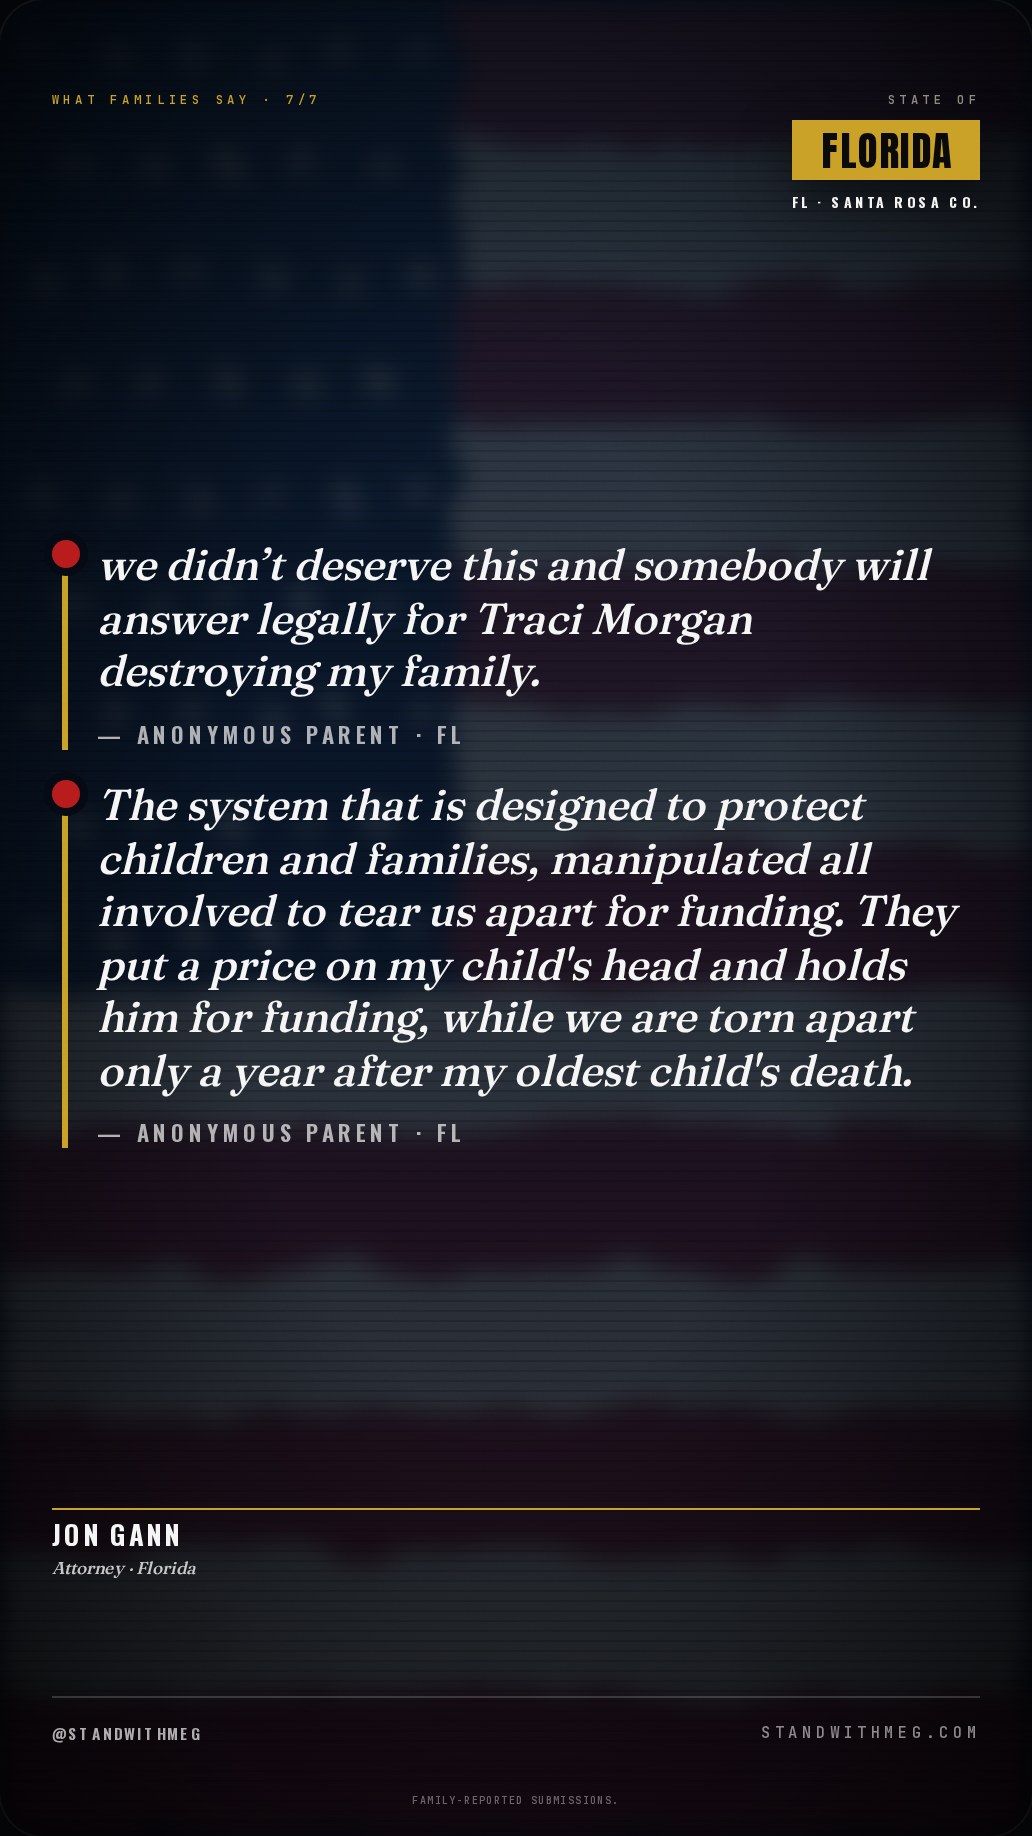 WHAT FAMILIES SAY · 7/7
STATE OF
FLORIDA
FL · SANTA ROSA CO.
we didn’t deserve this and somebody will
answer legally for Traci Morgan
destroying my family.
— ANONYMOUS PARENT · FL
The system that is designed to protect
children and families, manipulated all
involved to tear us apart for funding. They
put a price on my child's head and holds
him for funding, while we are torn apart
only a year after my oldest child's death.
— ANONYMOUS PARENT · FL
JON GANN
Attorney · Florida
@STANDWITHMEG
STANDWITHMEG.COM
FAMILY-REPORTED SUBMISSIONS.